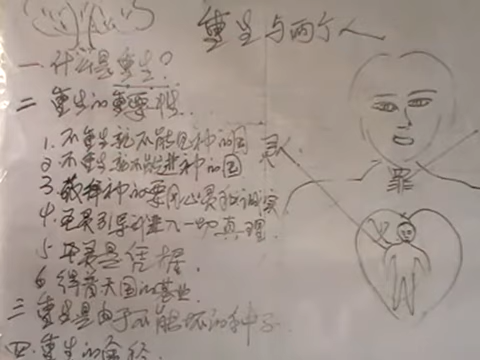 重生与两个人
一 什么是重生?
二 重生的重要性
1. 不重生就不能见神的国
2 不重生就不能进神的国
3 敬拜神的要用心灵和诚实
4. 圣灵引导进入一切真理.
5 圣灵是凭据.
6 得着天国的基业
三 重生是由于不能坏的种子.
四 重生的
灵人
罪